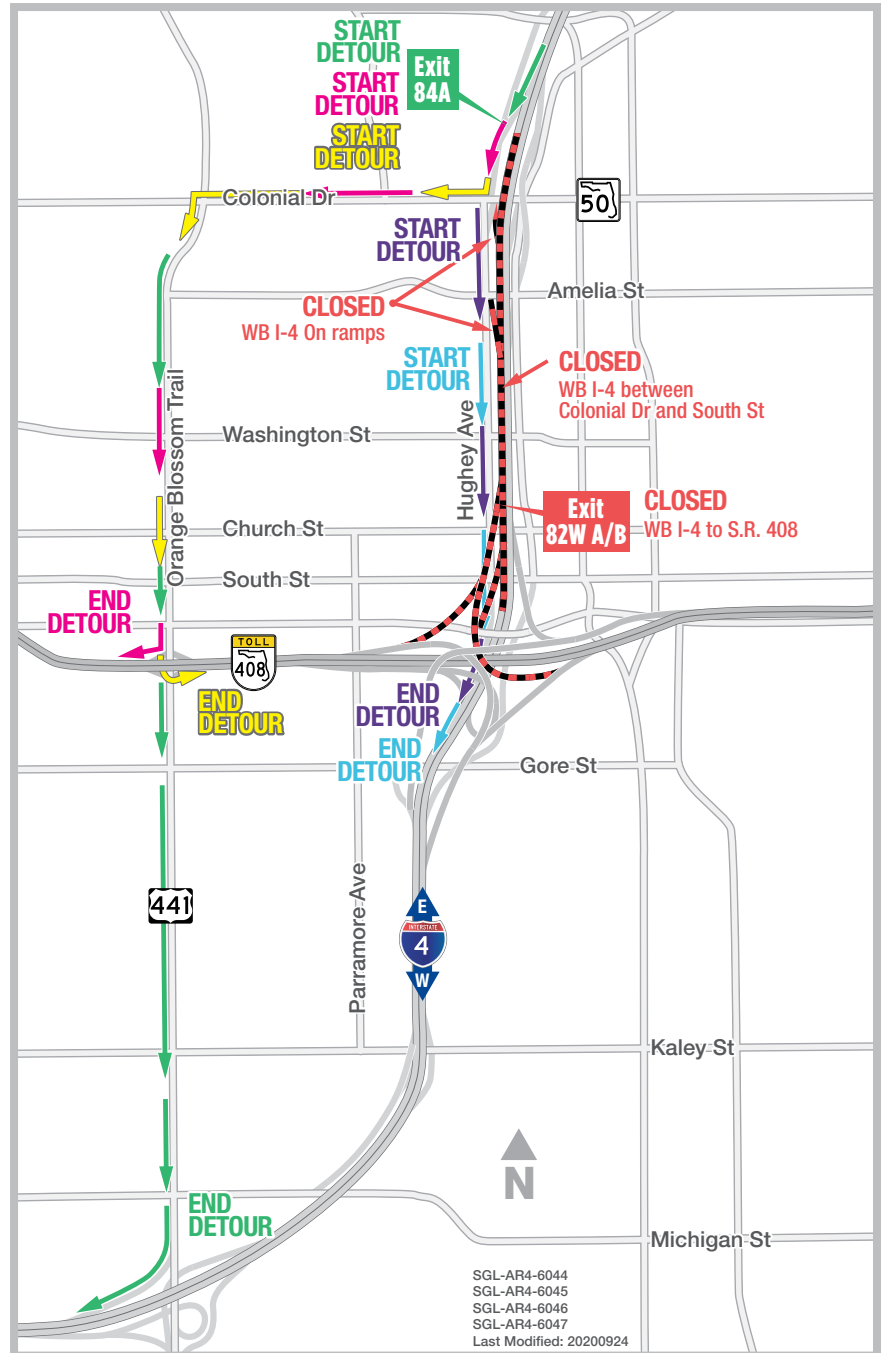 START
DETOUR
START
DETOUR
START
DETOUR
Exit
84A
Colonial Dr
50
START
DETOUR
Amelia St
CLOSED
WB I-4 On ramps
START
DETOUR
CLOSED
WB I-4 between
Colonial Dr and South St
Orange Blossom Trail
Washington St
Hughey Ave
Exit
82W A/B
CLOSED
WB I-4 to S.R. 408
Church St
South St
END
DETOUR
TOLL
408
END
DETOUR
END
DETOUR
END
DETOUR
Gore St
441
Parramore Ave
E
INTERSTATE
4
W
Kaley St
N
END
DETOUR
Michigan St
SGL-AR4-6044
SGL-AR4-6045
SGL-AR4-6046
SGL-AR4-6047
Last Modified: 20200924